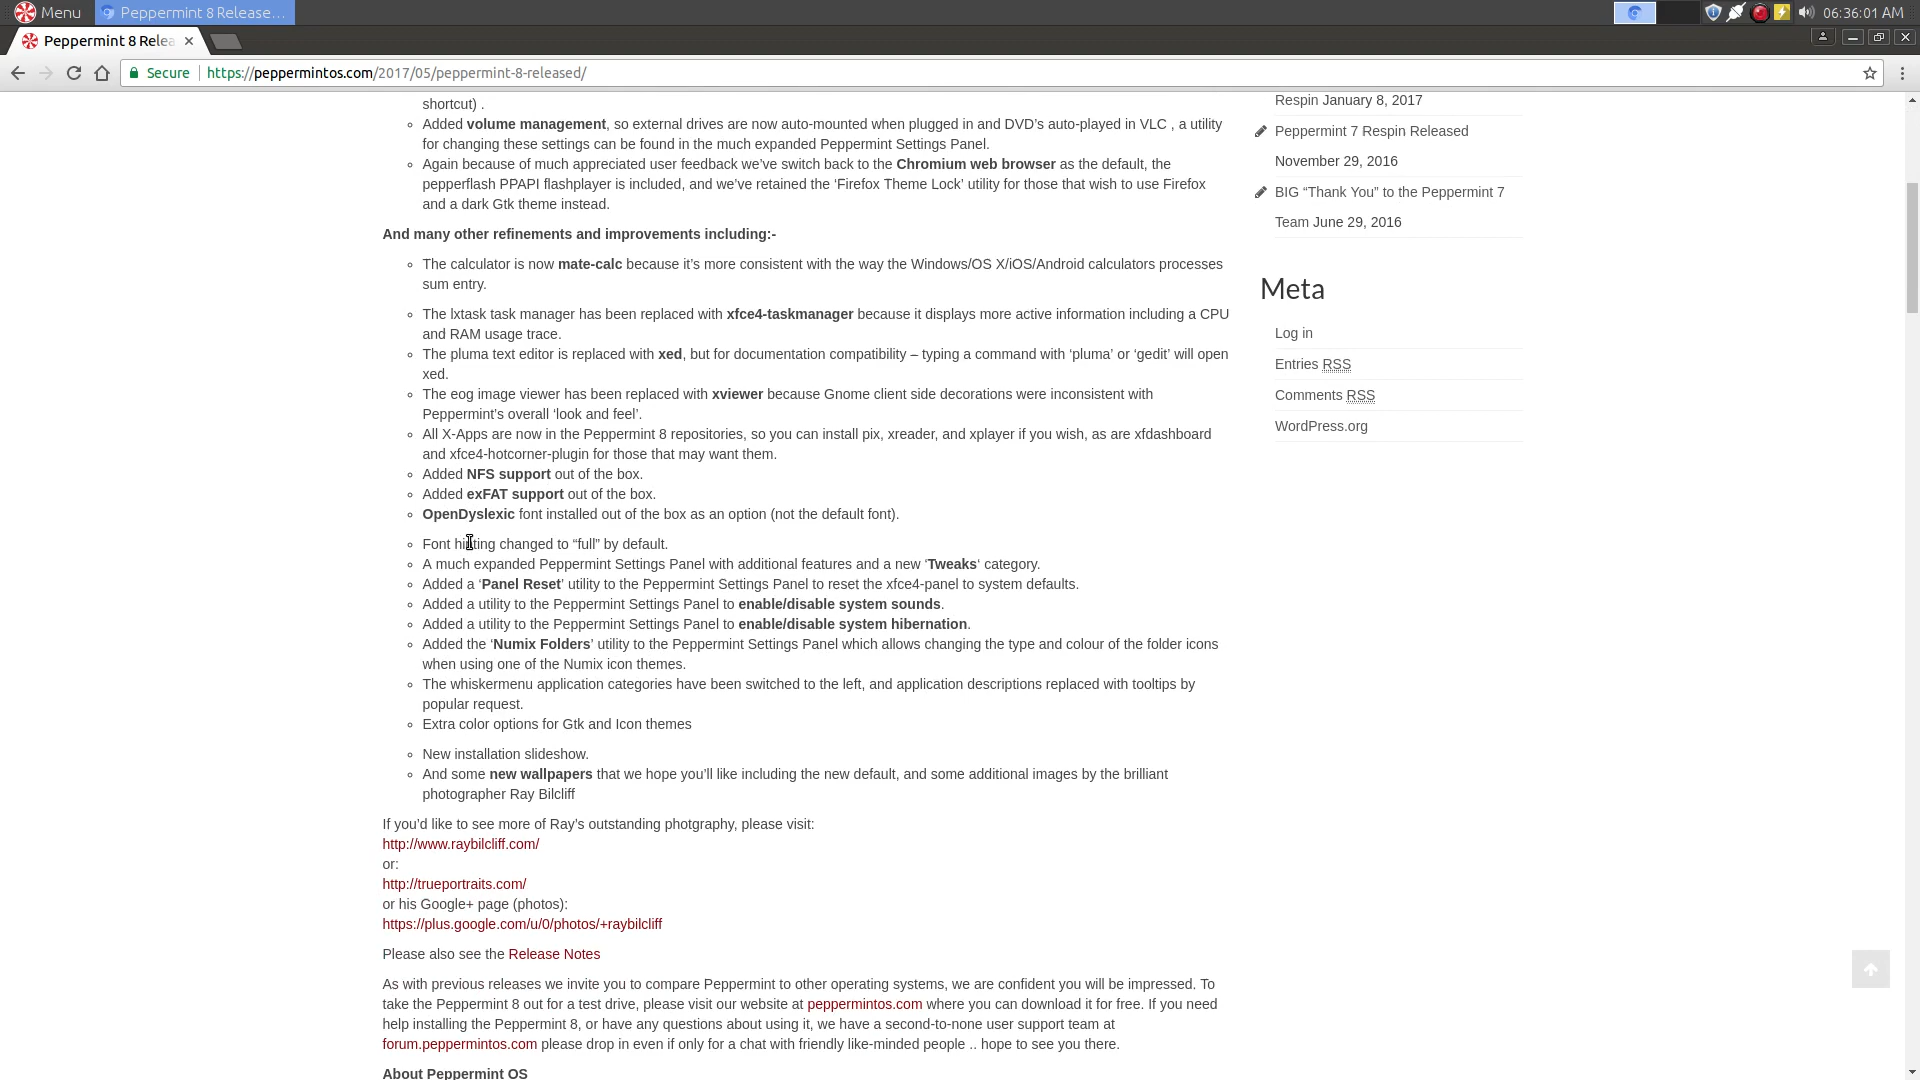 Menu
Peppermint 8 Release...
06:36:01 AM
Peppermint 8 Relea
Secure
https://peppermintos.com/2017/05/peppermint-8-released/
shortcut) .
Added volume management, so external drives are now auto-mounted when plugged in and DVD’s auto-played in VLC , a utility
for changing these settings can be found in the much expanded Peppermint Settings Panel.
Again because of much appreciated user feedback we’ve switch back to the Chromium web browser as the default, the
pepperflash PPAPI flashplayer is included, and we’ve retained the ‘Firefox Theme Lock’ utility for those that wish to use Firefox
and a dark Gtk theme instead.
And many other refinements and improvements including:-
The calculator is now mate-calc because it’s more consistent with the way the Windows/OS X/iOS/Android calculators processes
sum entry.
The lxtask task manager has been replaced with xfce4-taskmanager because it displays more active information including a CPU
and RAM usage trace.
The pluma text editor is replaced with xed, but for documentation compatibility – typing a command with ‘pluma’ or ‘gedit’ will open
xed.
The eog image viewer has been replaced with xviewer because Gnome client side decorations were inconsistent with
Peppermint’s overall ‘look and feel’.
All X-Apps are now in the Peppermint 8 repositories, so you can install pix, xreader, and xplayer if you wish, as are xfdashboard
and xfce4-hotcorner-plugin for those that may want them.
Added NFS support out of the box.
Added exFAT support out of the box.
OpenDyslexic font installed out of the box as an option (not the default font).
Font hinting changed to “full” by default.
A much expanded Peppermint Settings Panel with additional features and a new ‘Tweaks‘ category.
Added a ‘Panel Reset’ utility to the Peppermint Settings Panel to reset the xfce4-panel to system defaults.
Added a utility to the Peppermint Settings Panel to enable/disable system sounds.
Added a utility to the Peppermint Settings Panel to enable/disable system hibernation.
Added the ‘Numix Folders’ utility to the Peppermint Settings Panel which allows changing the type and colour of the folder icons
when using one of the Numix icon themes.
The whiskermenu application categories have been switched to the left, and application descriptions replaced with tooltips by
popular request.
Extra color options for Gtk and Icon themes
New installation slideshow.
And some new wallpapers that we hope you’ll like including the new default, and some additional images by the brilliant
photographer Ray Bilcliff
If you’d like to see more of Ray’s outstanding photgraphy, please visit:
http://www.raybilcliff.com/
or:
http://trueportraits.com/
or his Google+ page (photos):
https://plus.google.com/u/0/photos/+raybilcliff
Please also see the Release Notes
As with previous releases we invite you to compare Peppermint to other operating systems, we are confident you will be impressed. To
take the Peppermint 8 out for a test drive, please visit our website at peppermintos.com where you can download it for free. If you need
help installing the Peppermint 8, or have any questions about using it, we have a second-to-none user support team at
forum.peppermintos.com please drop in even if only for a chat with friendly like-minded people .. hope to see you there.
About Peppermint OS
Respin January 8, 2017
Peppermint 7 Respin Released
November 29, 2016
BIG “Thank You” to the Peppermint 7
Team June 29, 2016
Meta
Log in
Entries RSS
Comments RSS
WordPress.org